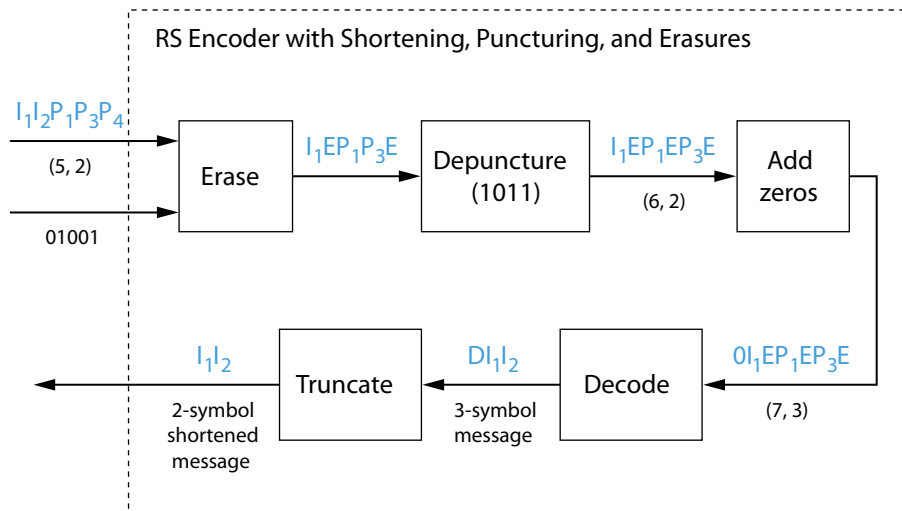 RS Encoder with Shortening, Puncturing, and Erasures
I₁I₂P₁P₃P₄
(5, 2)
01001
Erase
I₁EP₁P₃E
Depuncture
(1011)
I₁EP₁EP₃E
(6, 2)
Add
zeros
0I₁EP₁EP₃E
(7, 3)
Decode
DI₁I₂
3-symbol
message
Truncate
I₁I₂
2-symbol
shortened
message